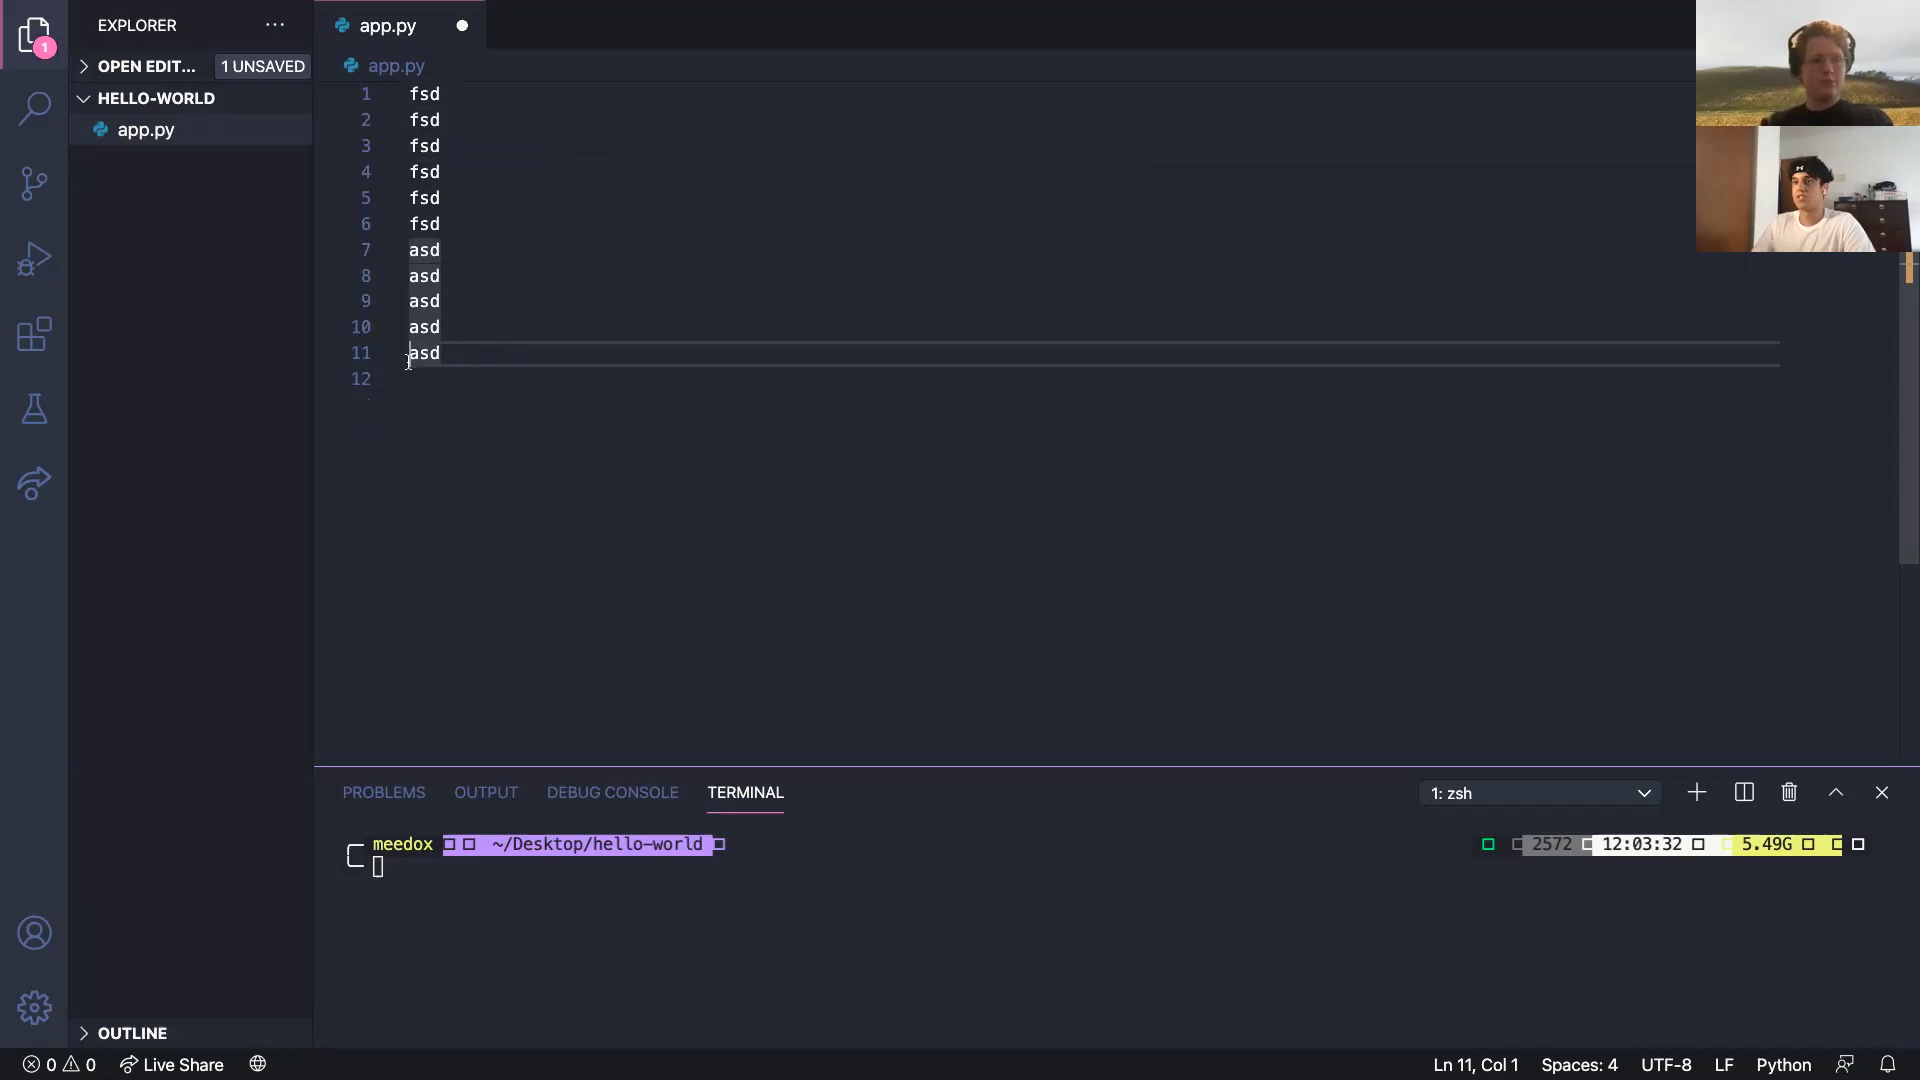 EXPLORER
1
OPEN EDIT...
1 UNSAVED
HELLO-WORLD
app.py
OUTLINE
app.py
app.py
1 fsd
2 fsd
3 fsd
4 fsd
5 fsd
6 fsd
7 asd
8 asd
9 asd
10 asd
11 asd
12
PROBLEMS OUTPUT DEBUG CONSOLE TERMINAL
1: zsh
meedox ~/Desktop/hello-world 2572 12:03:32 5.49G
0 0 Live Share Ln 11, Col 1 Spaces: 4 UTF-8 LF Python